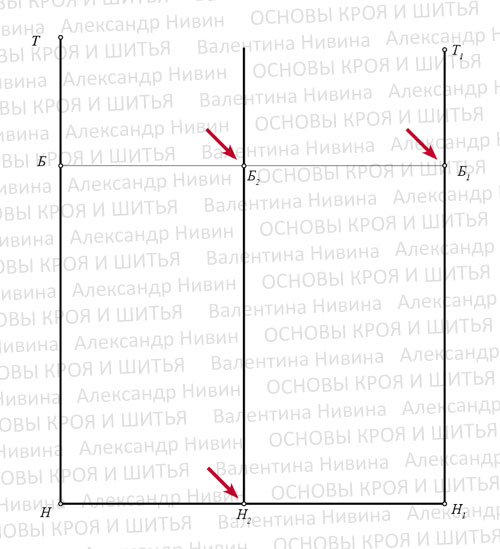 Т
Т1
Б
Б2
Б1
Н
Н2
Н1
ОСНОВЫ КРОЯ И ШИТЬЯ
Валентина Нивина Александр Нивин